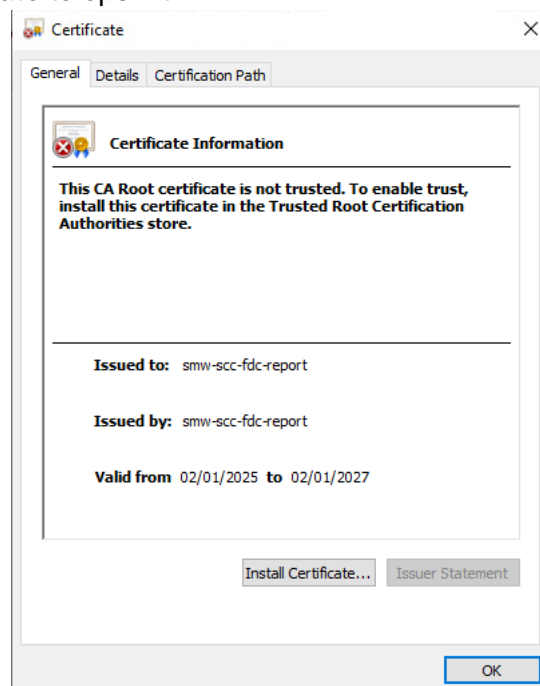 Certificate
General Details Certification Path
Certificate Information
This CA Root certificate is not trusted. To enable trust,
install this certificate in the Trusted Root Certification
Authorities store.
Issued to: smw-scc-fdc-report
Issued by: smw-scc-fdc-report
Valid from 02/01/2025 to 02/01/2027
Install Certificate... Issuer Statement
OK